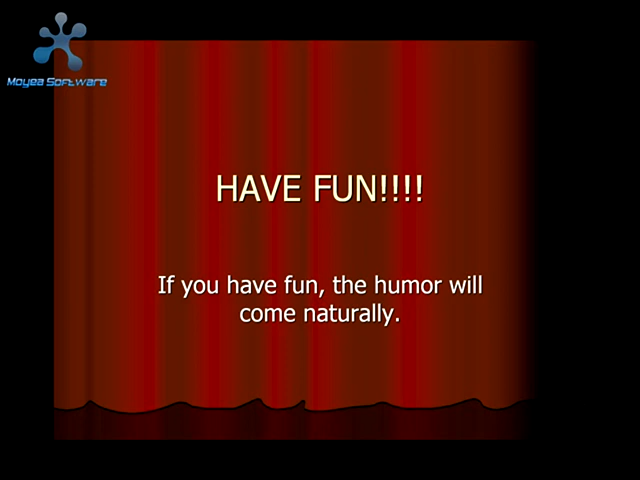 Moyea Software
HAVE FUN!!!!
If you have fun, the humor will
come naturally.